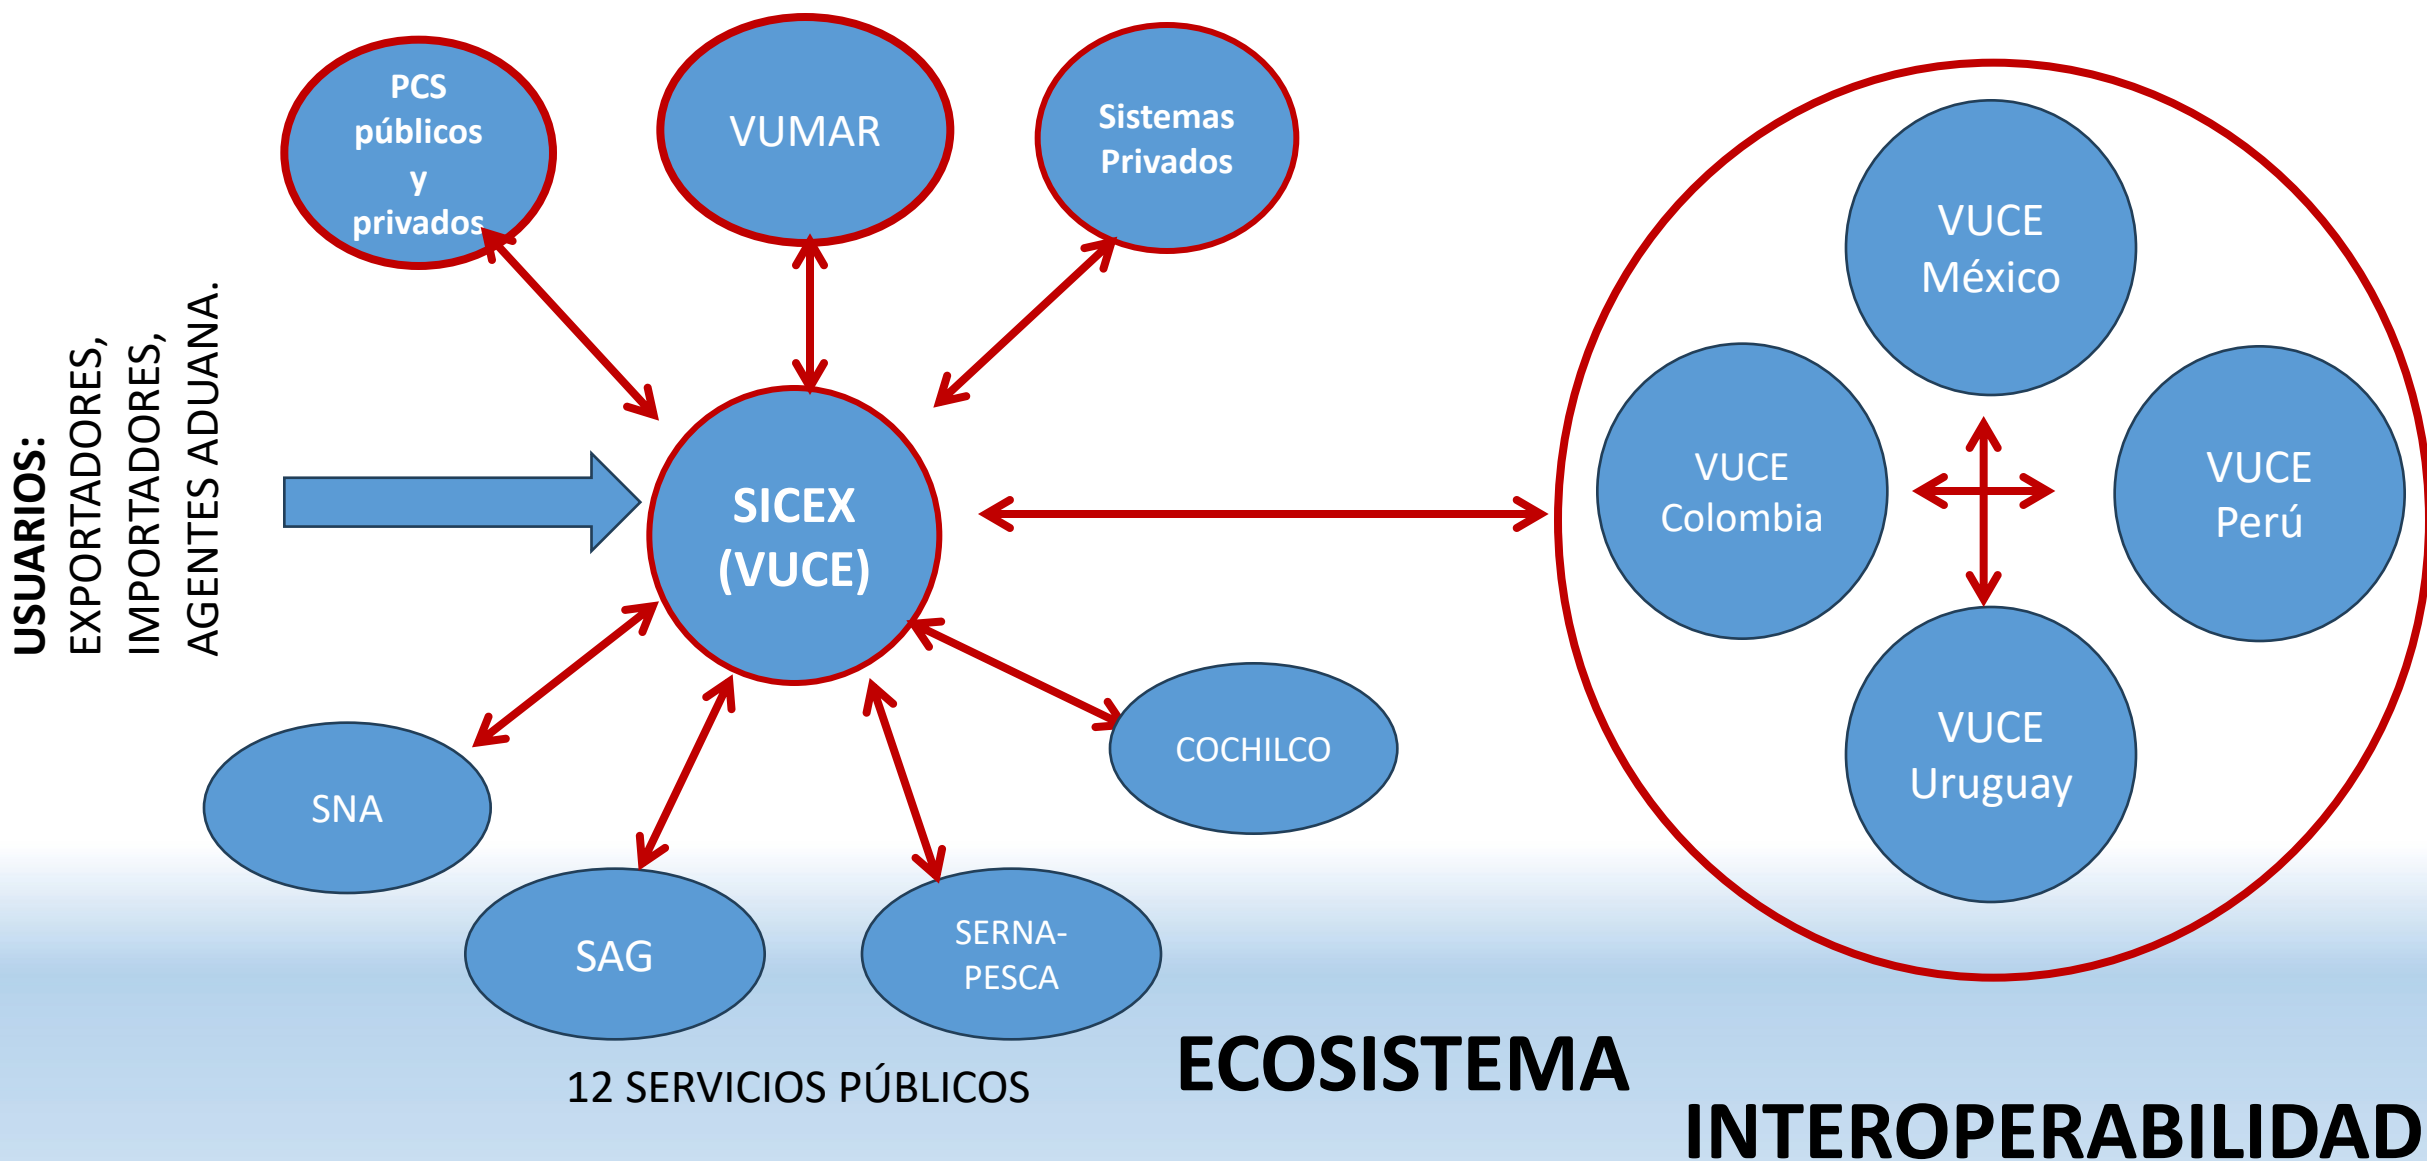 PCS
públicos
y
privados
VUMAR
Sistemas
Privados
USUARIOS:
EXPORTADORES,
IMPORTADORES,
AGENTES ADUANA.
SICEX
(VUCE)
VUCE
México
VUCE
Colombia
VUCE
Perú
VUCE
Uruguay
SNA
SAG
SERNA-
PESCA
COCHILCO
12 SERVICIOS PÚBLICOS
ECOSISTEMA
INTEROPERABILIDAD